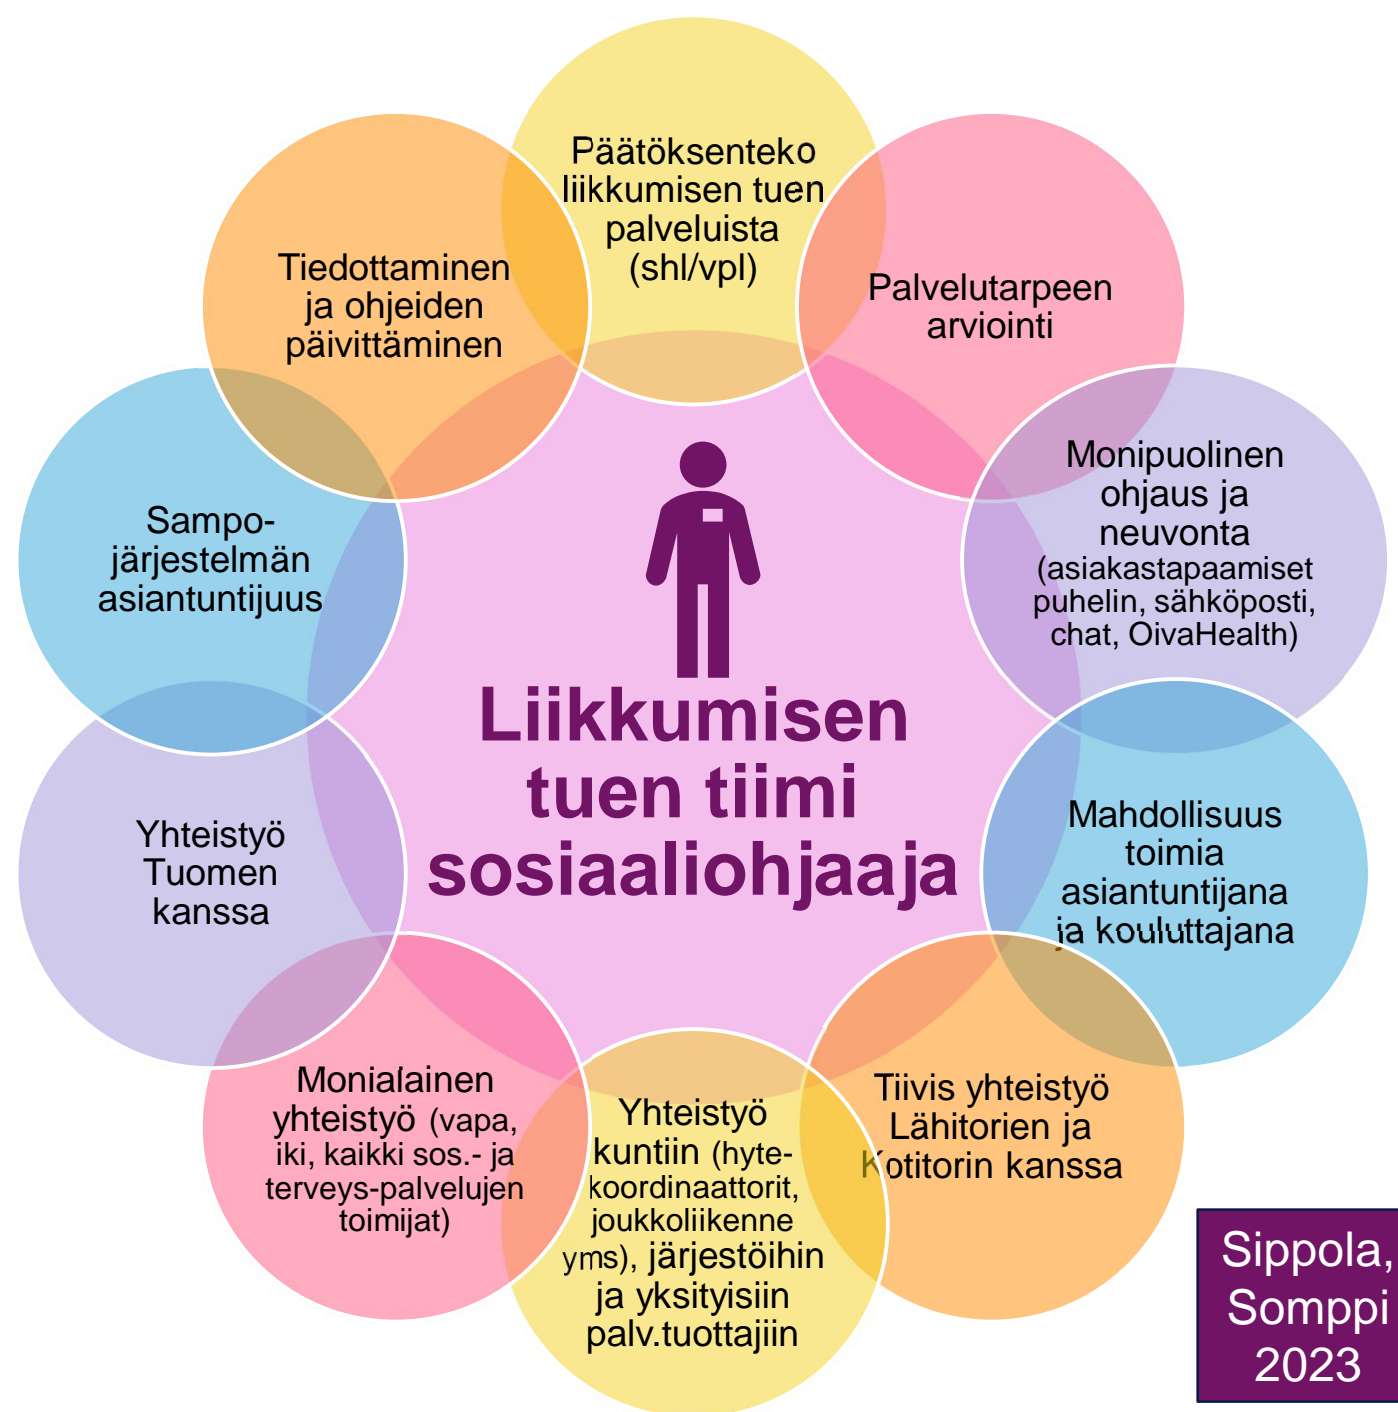 Päätöksenteko
liikkumisen tuen
palveluista
(shl/vpl)
Palvelutarpeen
arviointi
Monipuolinen
ohjaus ja
neuvonta
(asiakastapaamiset
puhelin, sähköposti,
chat, OivaHealth)
Mahdollisuus
toimia
asiantuntijana
ja kouluttajana
Tiivis yhteistyö
Lähitorien ja
Kotitorin kanssa
Yhteistyö
kuntiin (hyte-
koordinaattorit,
joukkoliikenne
yms), järjestöihin
ja yksityisiin
palv.tuottajiin
Monialainen
yhteistyö (vapa,
iki, kaikki sos.- ja
terveys-palvelujen
toimijat)
Yhteistyö
Tuomen
kanssa
Sampo-
järjestelmän
asiantuntijuus
Tiedottaminen
ja ohjeiden
päivittäminen
Liikkumisen
tuen tiimi
sosiaaliohjaaja
Sippola,
Somppi
2023